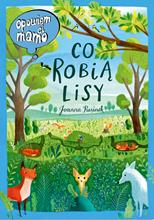 opowiem ci
mamo
CO
ROBIĄ
LISY
Joanna Rusinek